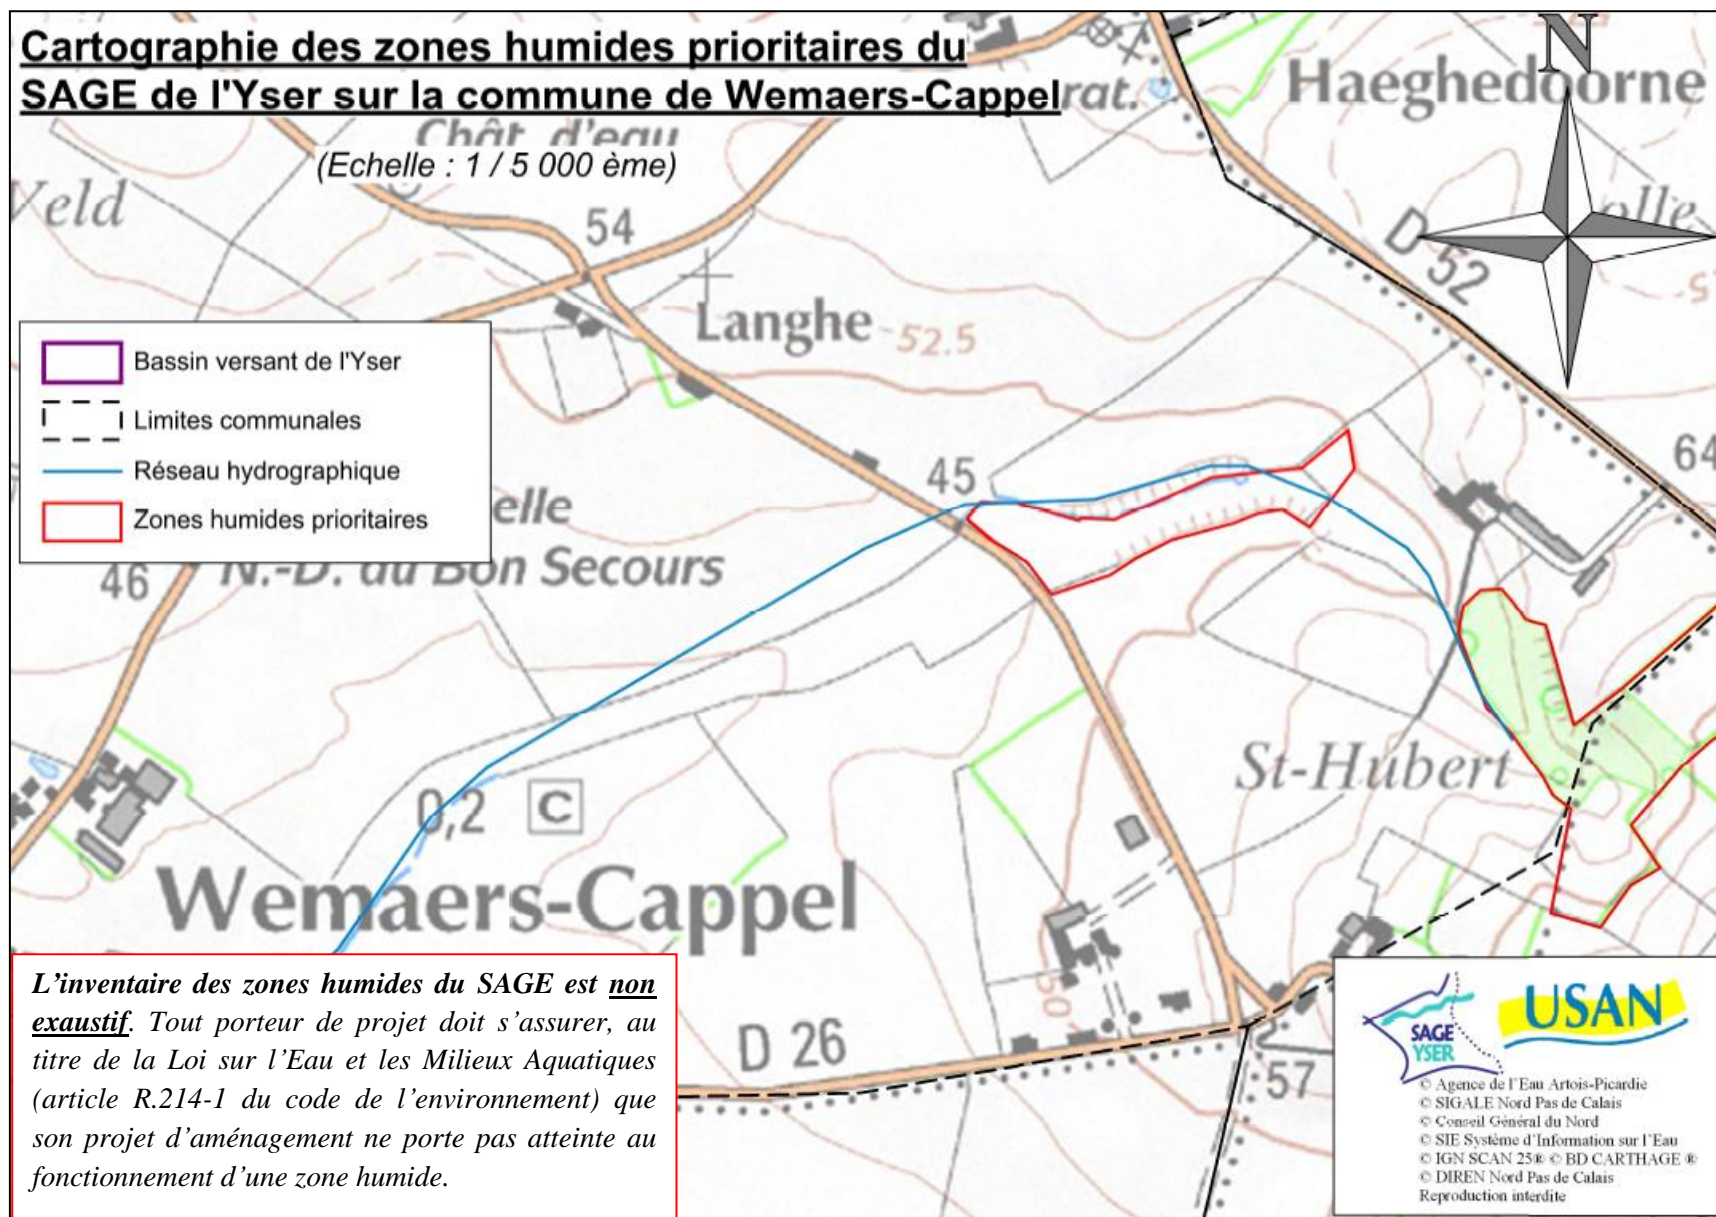 Cartographie des zones humides prioritaires du
SAGE de l'Yser sur la commune de Wemaers-Cappel
rat.
Haeghedoorne
N
Chât. d'eau
(Echelle : 1 / 5 000 ème)
Veld
54
olle
D 52
Langhe
52.5
Bassin versant de l'Yser
Limites communales
Réseau hydrographique
Zones humides prioritaires
45
64
elle
N.-D. du Bon Secours
46
St-Hubert
0,2
C
Wemaers-Cappel
50
D 26
57
L'inventaire des zones humides du SAGE est non
exaustif. Tout porteur de projet doit s'assurer, au
titre de la Loi sur l'Eau et les Milieux Aquatiques
(article R.214-1 du code de l'environnement) que
son projet d'aménagement ne porte pas atteinte au
fonctionnement d'une zone humide.
SAGE
YSER
USAN
© Agence de l'Eau Artois-Picardie
© SIGALE Nord Pas de Calais
© Conseil Général du Nord
© SIE Système d'Information sur l'Eau
© IGN SCAN 25® © BD CARTHAGE ®
© DIREN Nord Pas de Calais
Reproduction interdite